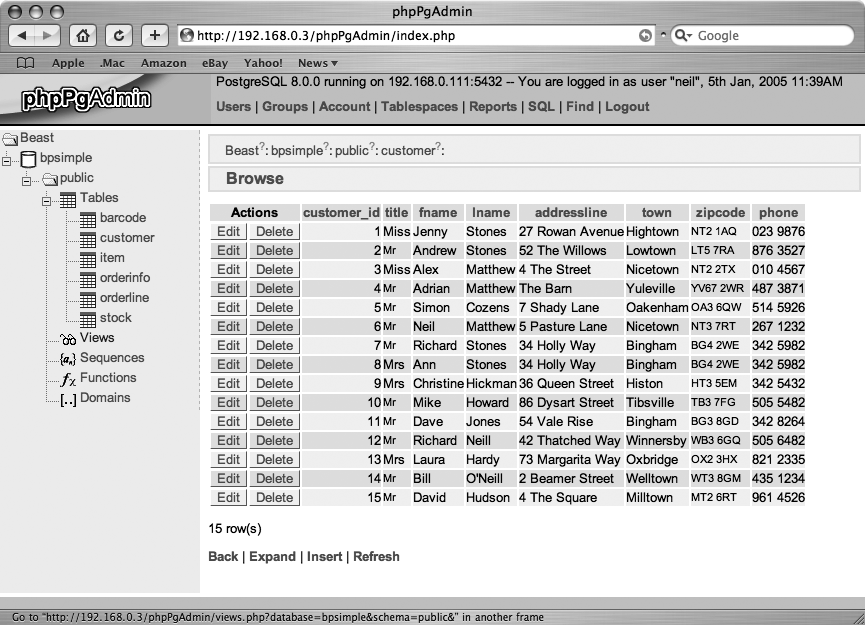 phpPgAdmin
http://192.168.0.3/phpPgAdmin/index.php
Google
Apple .Mac Amazon eBay Yahoo! News
phpPgAdmin
PostgreSQL 8.0.0 running on 192.168.0.111:5432 -- You are logged in as user "neil", 5th Jan, 2005 11:39AM
Users | Groups | Account | Tablespaces | Reports | SQL | Find | Logout
Beast
bpsimple
public
Tables
barcode
customer
item
orderinfo
orderline
stock
Views
Sequences
Functions
Domains
Beast?: bpsimple?: public?: customer?:
Browse
Actions customer_id title fname lname addressline town zipcode phone
Edit Delete 1 Miss Jenny Stones 27 Rowan Avenue Hightown NT2 1AQ 023 9876
Edit Delete 2 Mr Andrew Stones 52 The Willows Lowtown LT5 7RA 876 3527
Edit Delete 3 Miss Alex Matthew 4 The Street Nicetown NT2 2TX 010 4567
Edit Delete 4 Mr Adrian Matthew The Barn Yuleville YV67 2WR 487 3871
Edit Delete 5 Mr Simon Cozens 7 Shady Lane Oakenham OA3 6QW 514 5926
Edit Delete 6 Mr Neil Matthew 5 Pasture Lane Nicetown NT3 7RT 267 1232
Edit Delete 7 Mr Richard Stones 34 Holly Way Bingham BG4 2WE 342 5982
Edit Delete 8 Mrs Ann Stones 34 Holly Way Bingham BG4 2WE 342 5982
Edit Delete 9 Mrs Christine Hickman 36 Queen Street Histon HT3 5EM 342 5432
Edit Delete 10 Mr Mike Howard 86 Dysart Street Tibsville TB3 7FG 505 5482
Edit Delete 11 Mr Dave Jones 54 Vale Rise Bingham BG3 8GD 342 8264
Edit Delete 12 Mr Richard Neill 42 Thatched Way Winnersby WB3 6GQ 505 6482
Edit Delete 13 Mrs Laura Hardy 73 Margarita Way Oxbridge OX2 3HX 821 2335
Edit Delete 14 Mr Bill O'Neill 2 Beamer Street Welltown WT3 8GM 435 1234
Edit Delete 15 Mr David Hudson 4 The Square Milltown MT2 6RT 961 4526
15 row(s)
Back | Expand | Insert | Refresh
Go to "http://192.168.0.3/phpPgAdmin/views.php?database=bpsimple&schema=public&" in another frame